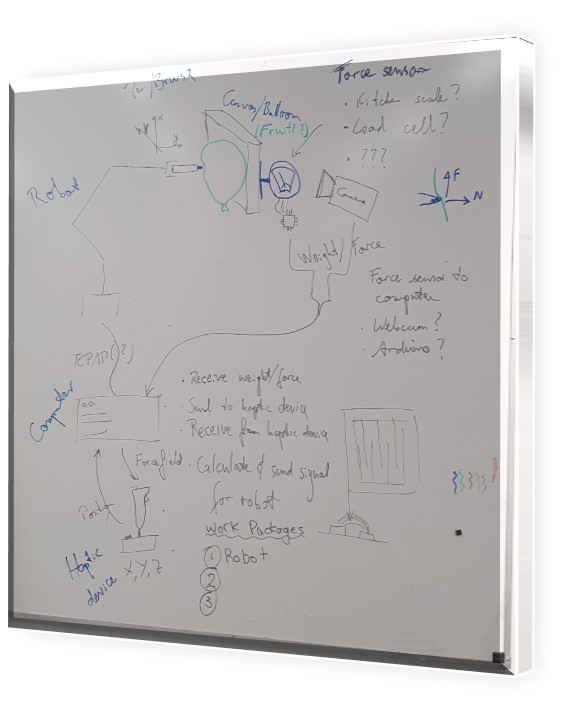 Pen/Brush
Canvas/Balloon
(Fruit??)
Force sensor
• Kitchen scale?
• Load cell?
• ???
Camera
F
N
Robot
Weight/Force
Force sensor to
computer
• Webcam?
• Arduino?
TCP/IP(?)
Computer
• Receive weight/force
• Send to haptic device
• Receive from haptic device
• Calculate & send signal
for robot
Forcefield
Position
Haptic
device
X,Y,Z
Work Packages
① Robot
②
③